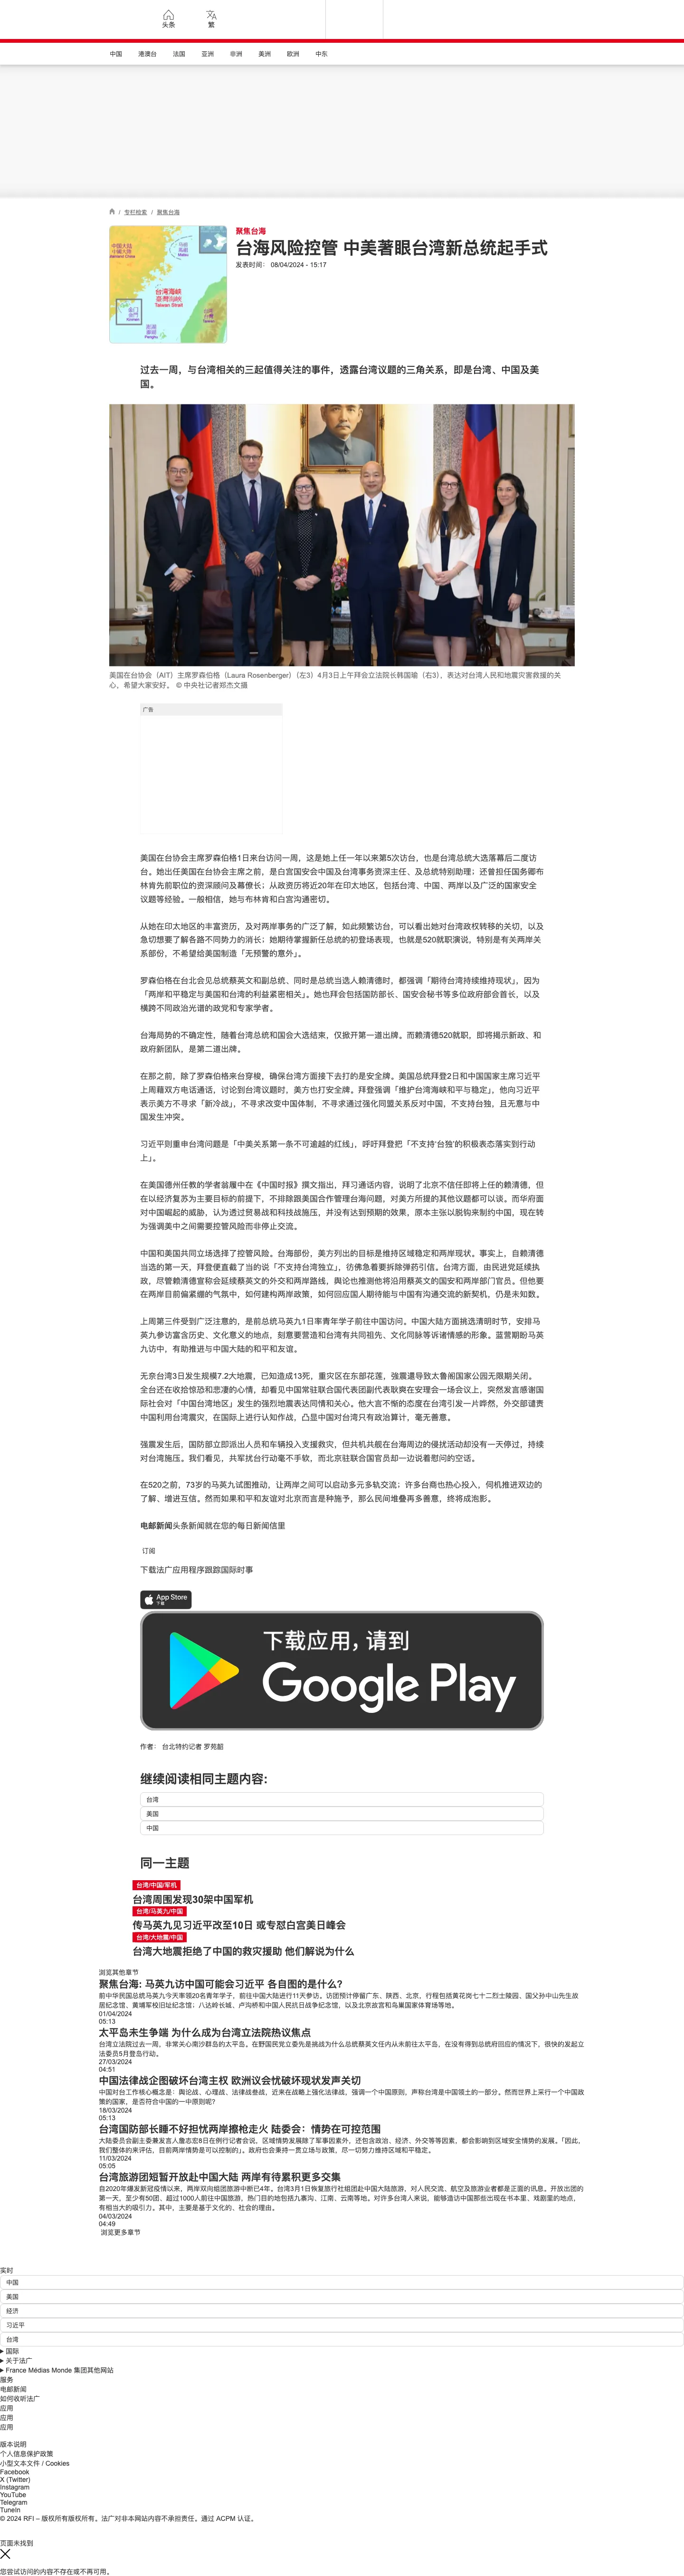 头条
繁
中国 港澳台 法国 亚洲 非洲 美洲 欧洲 中东
/ 专栏检索 / 聚焦台海
聚焦台海
台海风险控管 中美著眼台湾新总统起手式
发表时间： 08/04/2024 - 15:17
中国大陆
中国大陸
Mainland China
马祖
馬祖
Matsu
台湾海峡
臺灣海峽
Taiwan Strait
金门
金門
Kinmen
澎湖
澎湖
Penghu
台湾
Taiwan
过去一周，与台湾相关的三起值得关注的事件，透露台湾议题的三角关系，即是台湾、中国及美
国。
美国在台协会（AIT）主席罗森伯格（Laura Rosenberger）（左3）4月3日上午拜会立法院长韩国瑜（右3），表达对台湾人民和地震灾害救援的关
心，希望大家安好。 © 中央社记者郑杰文摄
广告
美国在台协会主席罗森伯格1日来台访问一周，这是她上任一年以来第5次访台，也是台湾总统大选落幕后二度访
台。她出任美国在台协会主席之前，是白宫国安会中国及台湾事务资深主任、及总统特别助理；还曾担任国务卿布
林肯先前职位的资深顾问及幕僚长；从政资历将近20年在印太地区，包括台湾、中国、两岸以及广泛的国家安全
议题等经验。一般相信，她与布林肯和白宫沟通密切。
从她在印太地区的丰富资历，及对两岸事务的广泛了解，如此频繁访台，可以看出她对台湾政权转移的关切，以及
急切想要了解各路不同势力的消长；她期待掌握新任总统的初登场表现，也就是520就职演说，特别是有关两岸关
系部份，不希望给美国制造「无预警的意外」。
罗森伯格在台北会见总统蔡英文和副总统、同时是总统当选人赖清德时，都强调「期待台湾持续维持现状」，因为
「两岸和平稳定与美国和台湾的利益紧密相关」。她也拜会包括国防部长、国安会秘书等多位政府部会首长，以及
横跨不同政治光谱的政党和专家学者。
台海局势的不确定性，随着台湾总统和国会大选结束，仅掀开第一道出牌。而赖清德520就职，即将揭示新政、和
政府新团队，是第二道出牌。
在那之前，除了罗森伯格来台穿梭，确保台湾方面接下去打的是安全牌。美国总统拜登2日和中国国家主席习近平
上周藉双方电话通话，讨论到台湾议题时，美方也打安全牌。拜登强调「维护台湾海峡和平与稳定」，他向习近平
表示美方不寻求「新冷战」，不寻求改变中国体制，不寻求通过强化同盟关系反对中国，不支持台独，且无意与中
国发生冲突。
习近平则重申台湾问题是「中美关系第一条不可逾越的红线」，呼吁拜登把「不支持'台独'的积极表态落实到行动
上」。
在美国德州任教的学者翁履中在《中国时报》撰文指出，拜习通话内容，说明了北京不信任即将上任的赖清德，但
在以经济复苏为主要目标的前提下，不排除跟美国合作管理台海问题，对美方所提的其他议题都可以谈。而华府面
对中国崛起的威胁，认为透过贸易战和科技战施压，并没有达到预期的效果，原本主张以脱钩来制约中国，现在转
为强调美中之间需要控管风险而非停止交流。
中国和美国共同立场选择了控管风险。台海部份，美方列出的目标是维持区域稳定和两岸现状。事实上，自赖清德
当选的第一天，拜登便直截了当的说「不支持台湾独立」，彷佛急着要拆除弹药引信。台湾方面，由民进党延续执
政，尽管赖清德宣称会延续蔡英文的外交和两岸路线，舆论也推测他将沿用蔡英文的国安和两岸部门官员。但他要
在两岸目前偏紧绷的气氛中，如何建构两岸政策，如何回应国人期待能与中国有沟通交流的新契机，仍是未知数。
上周第三件受到广泛注意的，是前总统马英九1日率青年学子前往中国访问。中国大陆方面挑选清明时节，安排马
英九参访富含历史、文化意义的地点，刻意要营造和台湾有共同祖先、文化同脉等诉诸情感的形象。蓝营期盼马英
九访中，有助推进与中国大陆的和平和友谊。
无奈台湾3日发生规模7.2大地震，已知造成13死，重灾区在东部花莲，強震遣导致太魯阁国家公园无限期关闭。
全台还在收拾惊恐和悲凄的心情，却看见中国常驻联合国代表团副代表耿爽在安理会一场会议上，突然发言感谢国
际社会对「中国台湾地区」发生的强烈地震表达同情和关心。他大言不惭的态度在台湾引发一片哗然，外交部谴责
中国利用台湾震灾，在国际上进行认知作战，凸显中国对台湾只有政治算计，毫无善意。
强震发生后，国防部立即派出人员和车辆投入支援救灾，但共机共舰在台海周边的侵扰活动却没有一天停过，持续
对台湾施压。我们看见，共军扰台行动毫不手软，而北京驻联合国官员却一边说着慰问的空话。
在520之前，73岁的马英九试图推动，让两岸之间可以启动多元多轨交流；许多台商也热心投入，伺机推进双边的
了解、增进互信。然而如果和平和友谊对北京而言是种施予，那么民间堆叠再多善意，终将成泡影。
电邮新闻头条新闻就在您的每日新闻信里
订阅
下载法广应用程序跟踪国际时事
App Store
下载
下载应用，请到
Google Play
作者： 台北特约记者 罗苑韶
继续阅读相同主题内容:
台湾
美国
中国
同一主题
台湾/中国/军机
台湾周围发现30架中国军机
台湾/马英九/中国
传马英九见习近平改至10日 或专怼白宫美日峰会
台湾/大地震/中国
台湾大地震拒绝了中国的救灾援助 他们解说为什么
浏览其他章节
聚焦台海: 马英九访中国可能会习近平 各自图的是什么?
前中华民国总统马英九今天率领20名青年学子，前往中国大陆进行11天参访。访团预计停留广东、陕西、北京，行程包括黄花岗七十二烈士陵园、国父孙中山先生故
居纪念馆、黄埔军校旧址纪念馆；八达岭长城、卢沟桥和中国人民抗日战争纪念馆，以及北京故宫和鸟巢国家体育场等地。
01/04/2024
05:13
太平岛未生争端 为什么成为台湾立法院热议焦点
台湾立法院过去一周，非常关心南沙群岛的太平岛。在野国民党立委先是挑战为什么总统蔡英文任内从未前往太平岛，在没有得到总统府回应的情况下，很快的发起立
法委员5月登岛行动。
27/03/2024
04:51
中国法律战企图破坏台湾主权 欧洲议会忧破坏现状发声关切
中国对台工作核心概念是：舆论战、心理战、法律战叁战，近来在战略上强化法律战，强调一个中国原则，声称台湾是中国领土的一部分。然而世界上采行一个中国政
策的国家，是否符合中国的一中原则呢?
18/03/2024
05:13
台湾国防部长睡不好担忧两岸擦枪走火 陆委会：情势在可控范围
大陆委员会副主委兼发言人詹志宏8日在例行记者会说，区域情势发展除了军事因素外，还包含政治、经济、外交等等因素，都会影响到区域安全情势的发展。「因此，
我们整体的来评估，目前两岸情势是可以控制的」。政府也会秉持一贯立场与政策，尽一切努力维持区域和平稳定。
11/03/2024
05:05
台湾旅游团短暂开放赴中国大陆 两岸有待累积更多交集
自2020年爆发新冠疫情以来，两岸双向组团旅游中断已4年。台湾3月1日恢复旅行社组团赴中国大陆旅游，对人民交流、航空及旅游业者都是正面的讯息。开放出团的
第一天，至少有50团、超过1000人前往中国旅游，热门目的地包括九寨沟、江南、云南等地。对许多台湾人来说，能够造访中国那些出现在书本里、戏剧里的地点，
有相当大的吸引力。其中，主要是基于文化的、社会的理由。
04/03/2024
04:49
浏览更多章节
实时
中国
美国
经济
习近平
台湾
国际
关于法广
France Médias Monde 集团其他网站
服务
电邮新闻
如何收听法广
应用
应用
应用
版本说明
个人信息保护政策
小型文本文件 / Cookies
Facebook
X (Twitter)
Instagram
YouTube
Telegram
TuneIn
© 2024 RFI – 版权所有版权所有。法广对非本网站内容不承担责任。通过 ACPM 认证。
页面未找到
您尝试访问的内容不存在或不再可用。